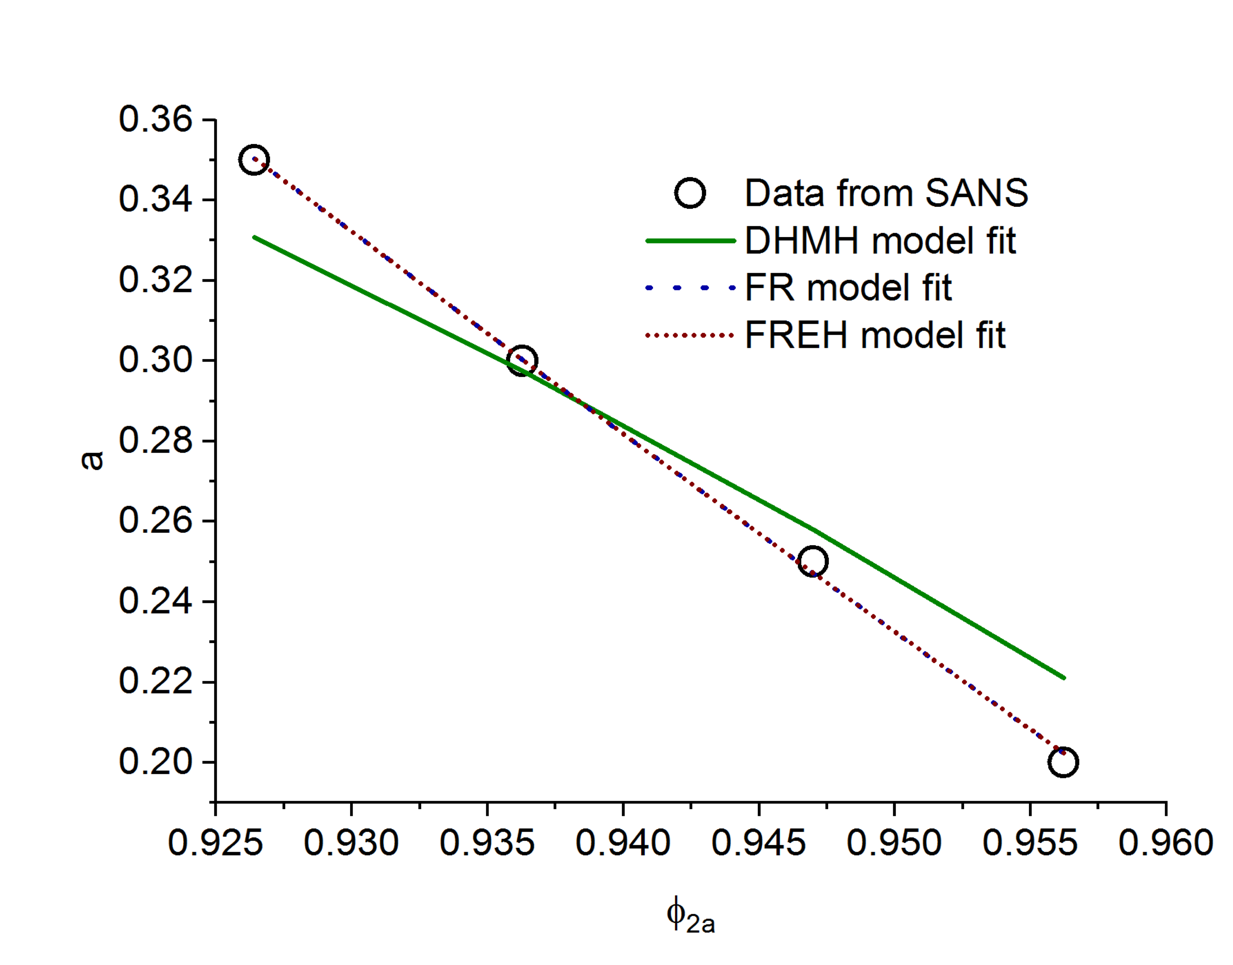 0.36
0.34
0.32
0.30
0.28
0.26
0.24
0.22
0.20
a
Data from SANS
DHMH model fit
FR model fit
FREH model fit
0.925 0.930 0.935 0.940 0.945 0.950 0.955 0.960
ϕ2a